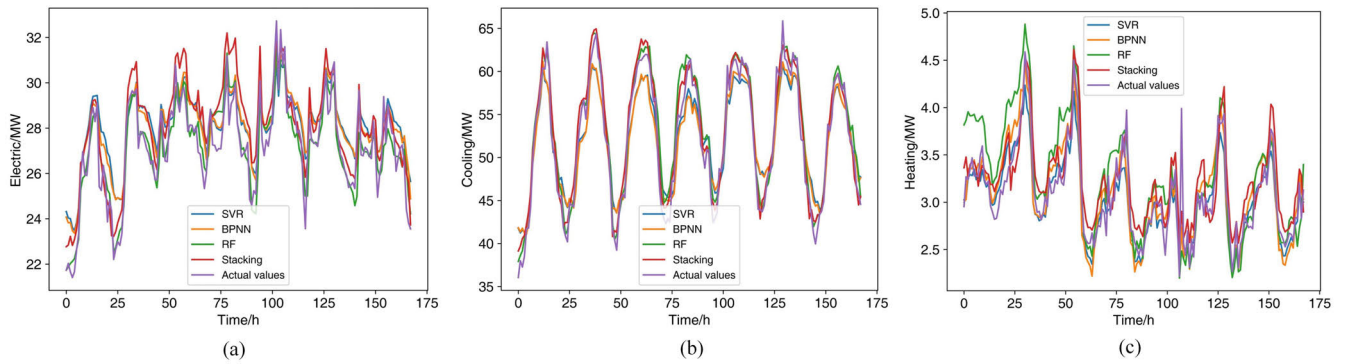 32
30
28
26
24
22
Electric/MW
SVR
BPNN
RF
Stacking
Actual values
0 25 50 75 100 125 150 175
Time/h
(a)
65
60
55
50
45
40
35
Cooling/MW
SVR
BPNN
RF
Stacking
Actual values
0 25 50 75 100 125 150 175
Time/h
(b)
5.0
4.5
4.0
3.5
3.0
2.5
Heating/MW
SVR
BPNN
RF
Stacking
Actual values
0 25 50 75 100 125 150 175
Time/h
(c)